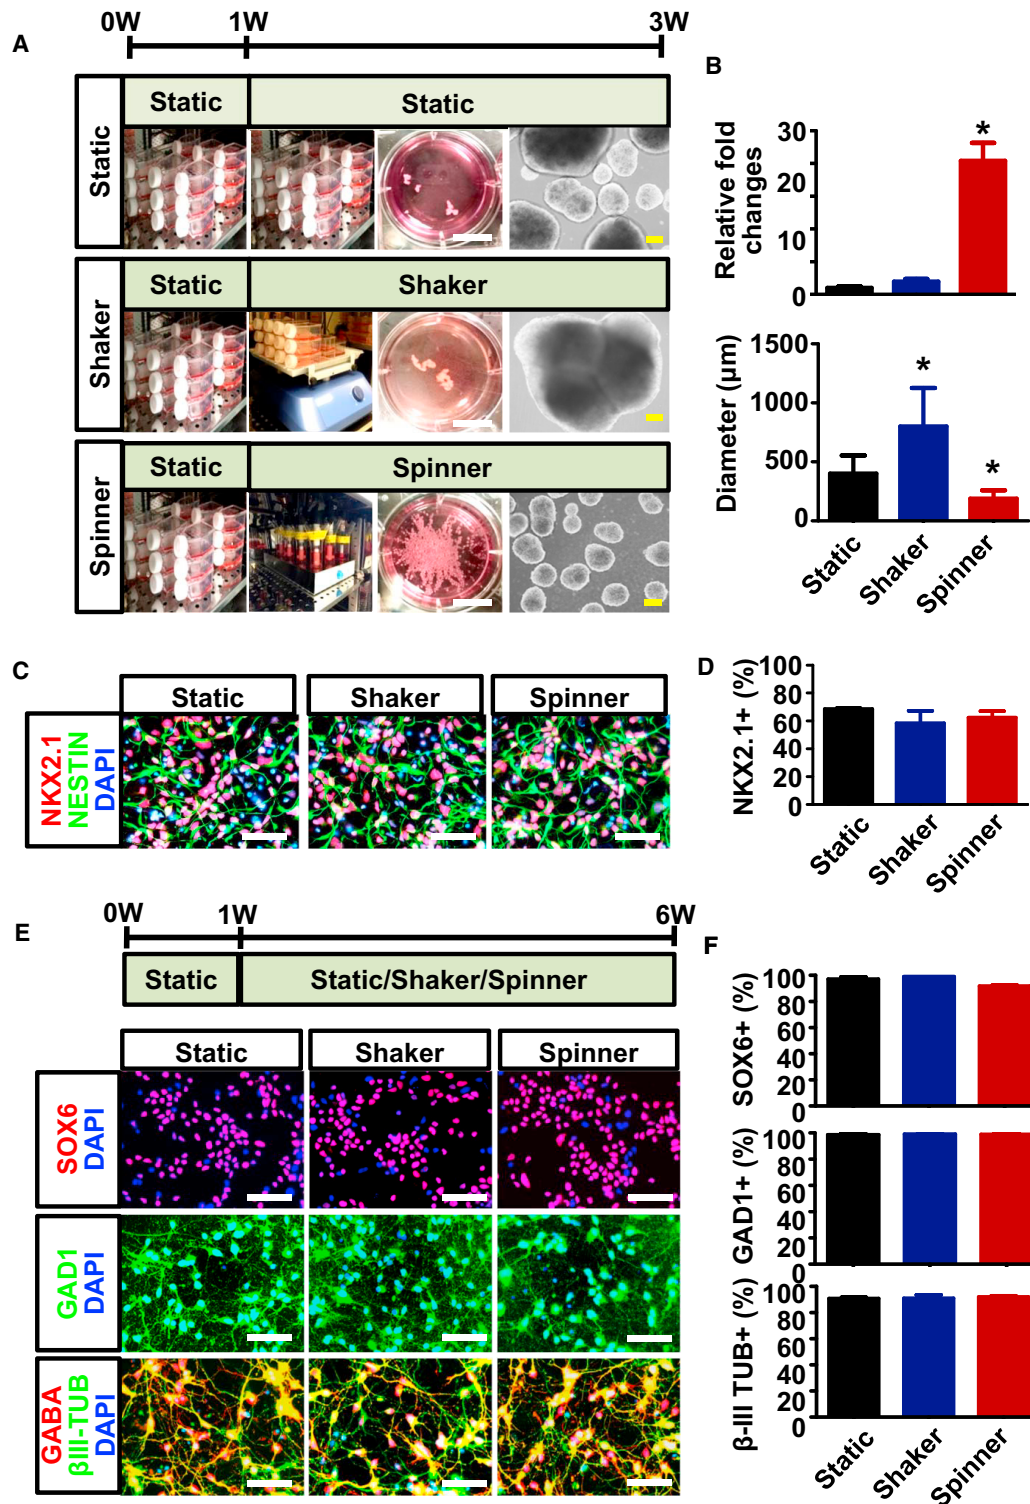 A
0W 1W 3W
Static
Static Static
Shaker
Static Shaker
Spinner
Static Spinner
B
Relative fold
changes
30
20
10
0
*
Diameter (µm)
1500
1000
500
0
* *
Static Shaker Spinner
C
Static Shaker Spinner
NKX2.1
NESTIN
DAPI
D
NKX2.1+ (%)
100
80
60
40
20
0
Static Shaker Spinner
E
0W 1W 6W
Static Static/Shaker/Spinner
Static Shaker Spinner
SOX6
DAPI
GAD1
DAPI
GABA
βIII-TUB
DAPI
F
SOX6+ (%)
100
80
60
40
20
0
GAD1+ (%)
100
80
60
40
20
0
β-III TUB+ (%)
100
80
60
40
20
0
Static Shaker Spinner